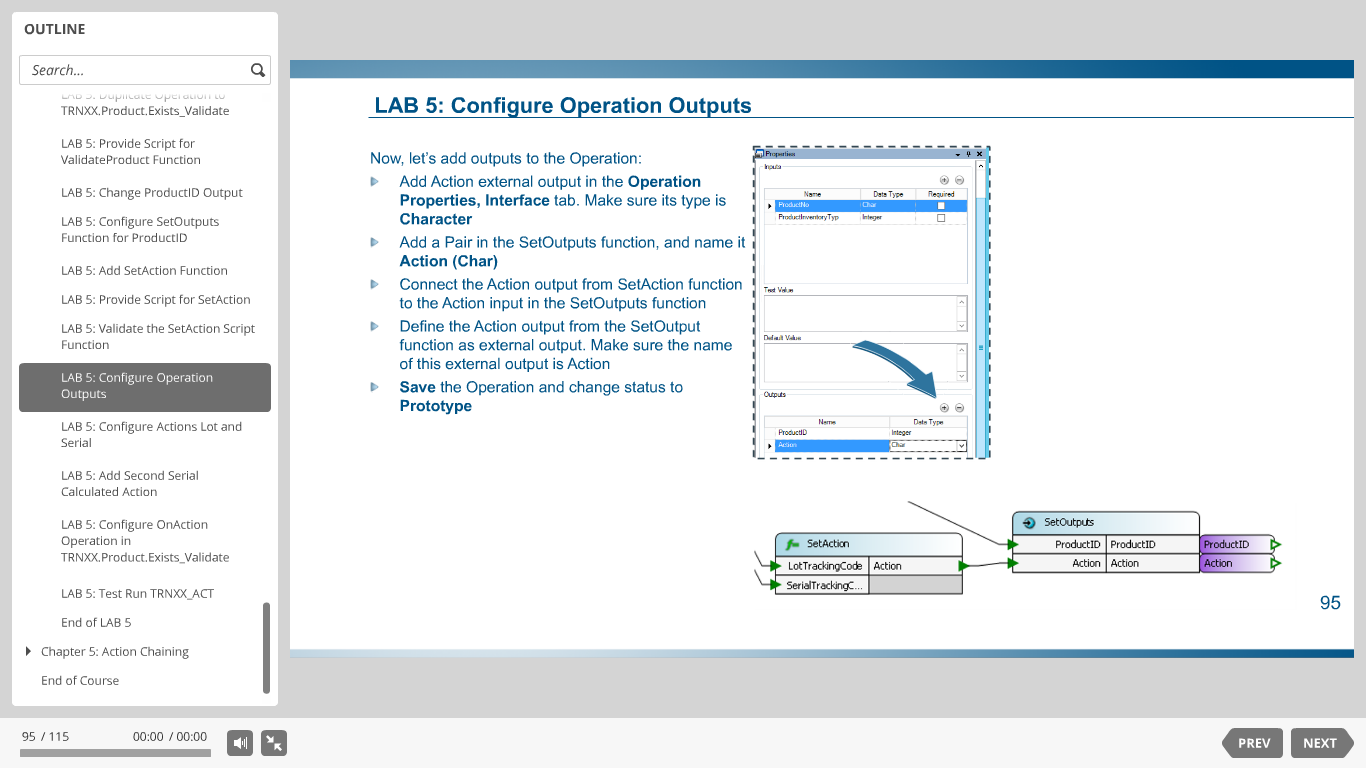 OUTLINE
Search...
LAB 5: Duplicate Operation to
TRNXX.Product.Exists_Validate
LAB 5: Provide Script for
ValidateProduct Function
LAB 5: Change ProductID Output
LAB 5: Configure SetOutputs
Function for ProductID
LAB 5: Add SetAction Function
LAB 5: Provide Script for SetAction
LAB 5: Validate the SetAction Script
Function
LAB 5: Configure Operation
Outputs
LAB 5: Configure Actions Lot and
Serial
LAB 5: Add Second Serial
Calculated Action
LAB 5: Configure OnAction
Operation in
TRNXX.Product.Exists_Validate
LAB 5: Test Run TRNXX_ACT
End of LAB 5
Chapter 5: Action Chaining
End of Course
LAB 5: Configure Operation Outputs
Now, let's add outputs to the Operation:
Add Action external output in the Operation
Properties, Interface tab. Make sure its type is
Character
Add a Pair in the SetOutputs function, and name it
Action (Char)
Connect the Action output from SetAction function
to the Action input in the SetOutputs function
Define the Action output from the SetOutput
function as external output. Make sure the name
of this external output is Action
Save the Operation and change status to
Prototype
Properties
Inputs
Name Data Type Required
ProductNo Char
ProductInventoryTyp Integer
Test Value
Default Value
Outputs
Name Data Type
ProductID Integer
Action Char
SetAction
LotTrackingCode Action
SerialTrackingC...
SetOutputs
ProductID ProductID ProductID
Action Action Action
95
95 / 115 00:00 / 00:00
PREV NEXT